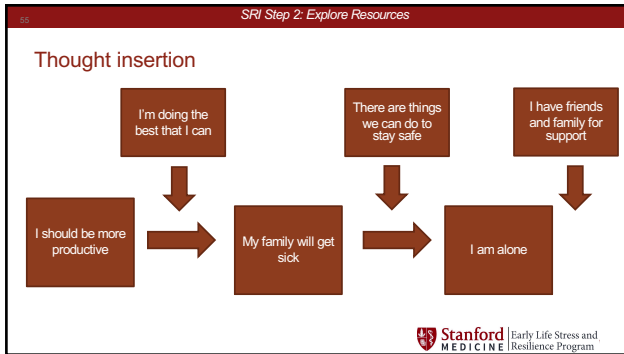 55
SRI Step 2: Explore Resources
Thought insertion
I'm doing the
best that I can
There are things
we can do to
stay safe
I have friends
and family for
support
I should be more
productive
My family will get
sick
I am alone
Stanford
MEDICINE
Early Life Stress and
Resilience Program